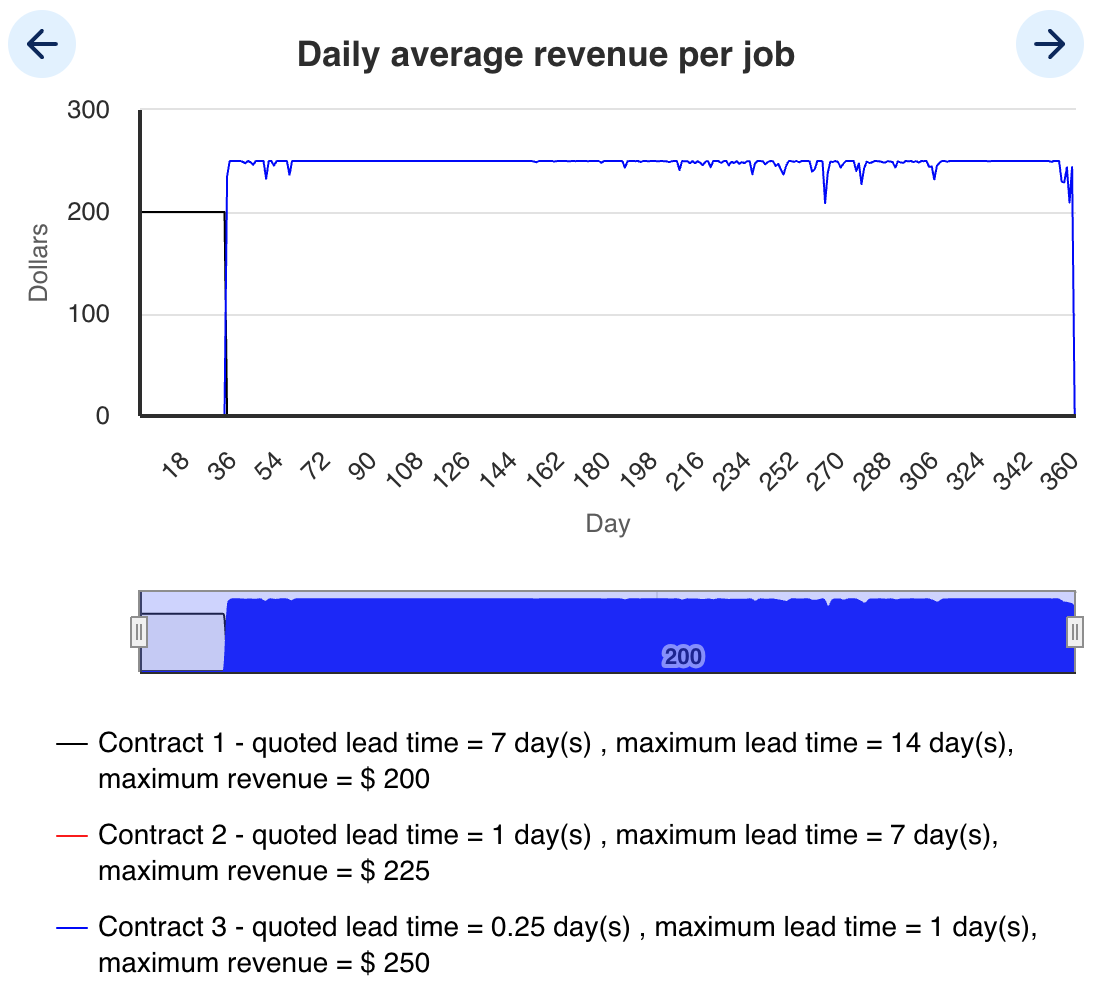 Daily average revenue per job
300
200
100
0
Dollars
18 36 54 72 90 108 126 144 162 180 198 216 234 252 270 288 306 324 342 360
Day
200
Contract 1 - quoted lead time = 7 day(s) , maximum lead time = 14 day(s),
maximum revenue = $ 200
Contract 2 - quoted lead time = 1 day(s) , maximum lead time = 7 day(s),
maximum revenue = $ 225
Contract 3 - quoted lead time = 0.25 day(s) , maximum lead time = 1 day(s),
maximum revenue = $ 250